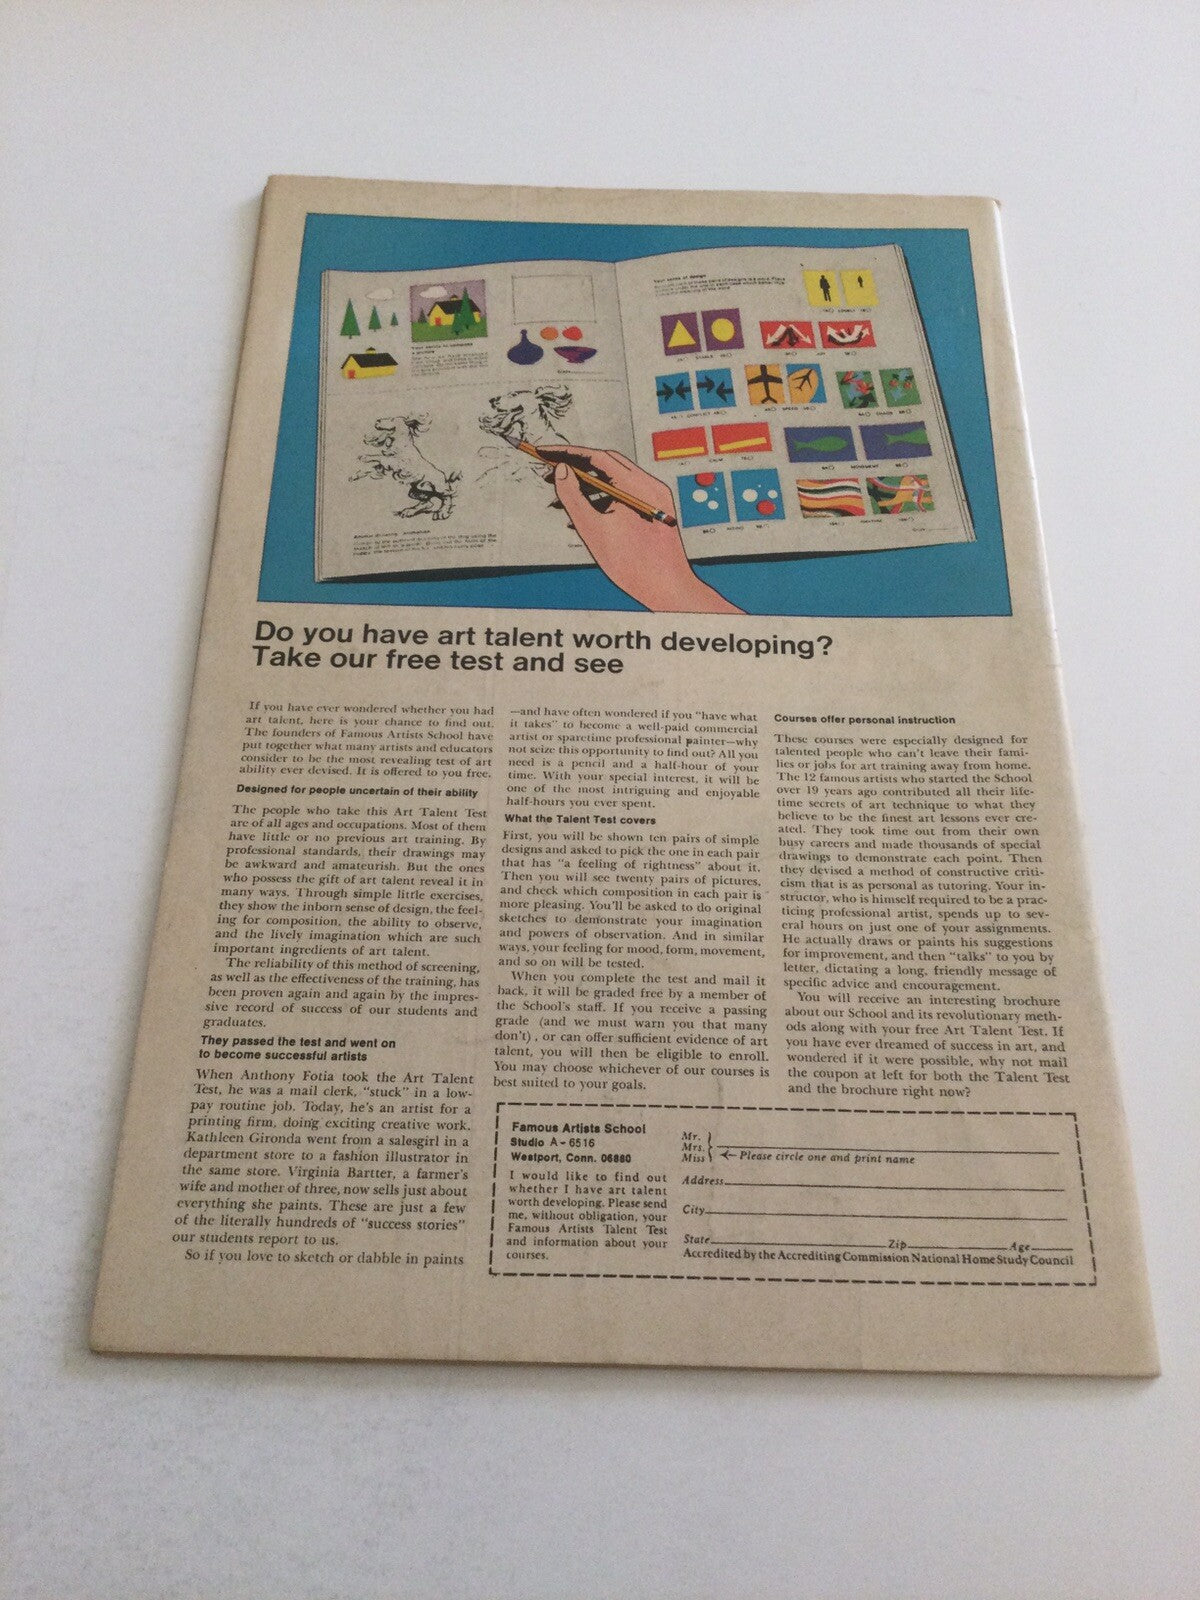 Your sense of design
Do you have art talent worth developing?
Take our free test and see
If you have ever wondered whether you had
art talent, here is your chance to find out.
The founders of Famous Artists School have
put together what many artists and educators
consider to be the most revealing test of art
ability ever devised. It is offered to you free.
Designed for people uncertain of their ability
The people who take this Art Talent Test
are of all ages and occupations. Most of them
have little or no previous art training. By
professional standards, their drawings may
be awkward and amateurish. But the ones
who possess the gift of art talent reveal it in
many ways. Through simple little exercises,
they show the inborn sense of design, the feel-
ing for composition, the ability to observe,
and the lively imagination which are such
important ingredients of art talent.
The reliability of this method of screening,
as well as the effectiveness of the training, has
been proven again and again by the impres-
sive record of success of our students and
graduates.
They passed the test and went on
to become successful artists
When Anthony Fotia took the Art Talent
Test, he was a mail clerk, "stuck" in a low-
pay routine job. Today, he's an artist for a
printing firm, doing exciting creative work.
Kathleen Gironda went from a salesgirl in a
department store to a fashion illustrator in
the same store. Virginia Bartter, a farmer's
wife and mother of three, now sells just about
everything she paints. These are just a few
of the literally hundreds of "success stories"
our students report to us.
So if you love to sketch or dabble in paints
—and have often wondered if you "have what
it takes" to become a well-paid commercial
artist or sparetime professional painter—why
not seize this opportunity to find out? All you
need is a pencil and a half-hour of your
time. With your special interest, it will be
one of the most intriguing and enjoyable
half-hours you ever spent.
What the Talent Test covers
First, you will be shown ten pairs of simple
designs and asked to pick the one in each pair
that has "a feeling of rightness" about it.
Then you will see twenty pairs of pictures,
and check which composition in each pair is
more pleasing. You'll be asked to do original
sketches to demonstrate your imagination
and powers of observation. And in similar
ways, your feeling for mood, form, movement,
and so on will be tested.
When you complete the test and mail it
back, it will be graded free by a member of
the School's staff. If you receive a passing
grade (and we must warn you that many
don't), or can offer sufficient evidence of art
talent, you will then be eligible to enroll.
You may choose whichever of our courses is
best suited to your goals.
Courses offer personal instruction
These courses were especially designed for
talented people who can't leave their fami-
lies or jobs for art training away from home.
The 12 famous artists who started the School
over 19 years ago contributed all their life-
time secrets of art technique to what they
believe to be the finest art lessons ever cre-
ated. They took time out from their own
busy careers and made thousands of special
drawings to demonstrate each point. Then
they devised a method of constructive criti-
cism that is as personal as tutoring. Your in-
structor, who is himself required to be a prac-
ticing professional artist, spends up to sev-
eral hours on just one of your assignments.
He actually draws or paints his suggestions
for improvement, and then "talks" to you by
letter, dictating a long, friendly message of
specific advice and encouragement.
You will receive an interesting brochure
about our School and its revolutionary meth-
ods along with your free Art Talent Test. If
you have ever dreamed of success in art, and
wondered if it were possible, why not mail
the coupon at left for both the Talent Test
and the brochure right now?
Famous Artists School
Studio A-6516
Westport, Conn. 06880
I would like to find out
whether I have art talent
worth developing. Please send
me, without obligation, your
Famous Artists Talent Test
and information about your
courses.
Mr.
Mrs.
Miss
Please circle one and print name
Address
City
State Zip Age
Accredited by the Accrediting Commission National Home Study Council